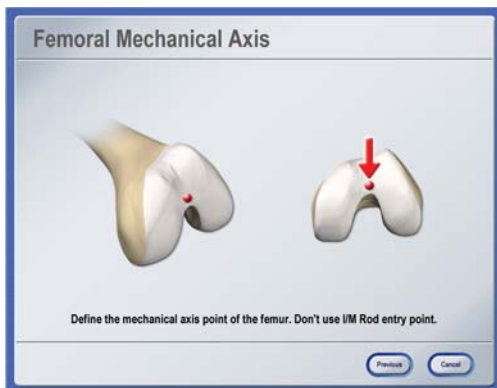 Femoral Mechanical Axis
Define the mechanical axis point of the femur. Don't use I/M Rod entry point.
Previous
Cancel